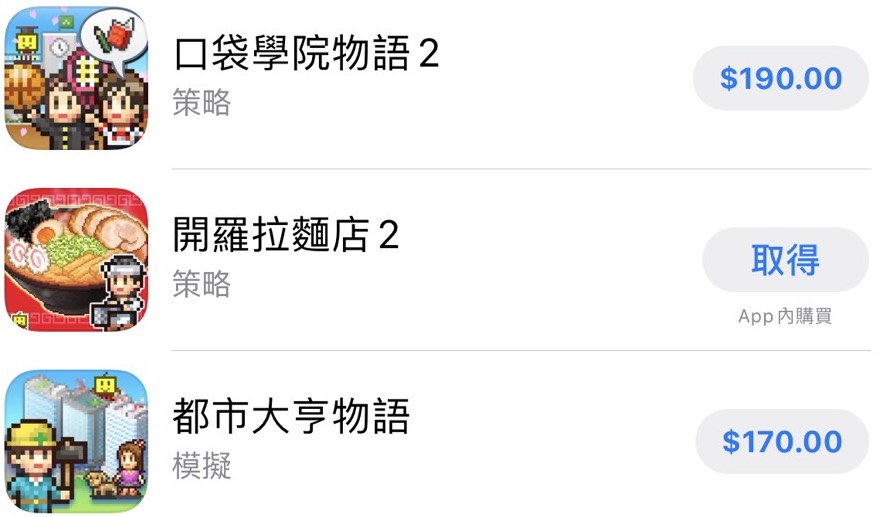 口袋學院物語 2
策略
$190.00
開羅拉麵店 2
策略
取得
App 內購買
都市大亨物語
模擬
$170.00